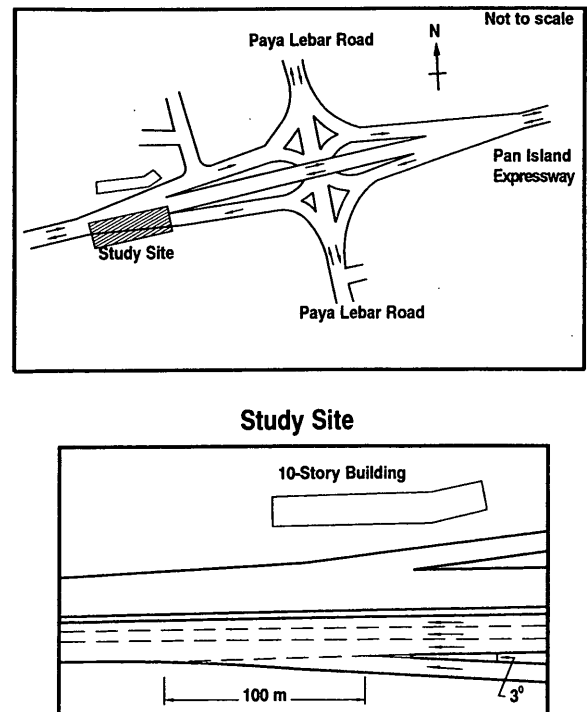 Not to scale
Paya Lebar Road
N
Pan Island
Expressway
Study Site
Paya Lebar Road
Study Site
10-Story Building
100 m
3⁰